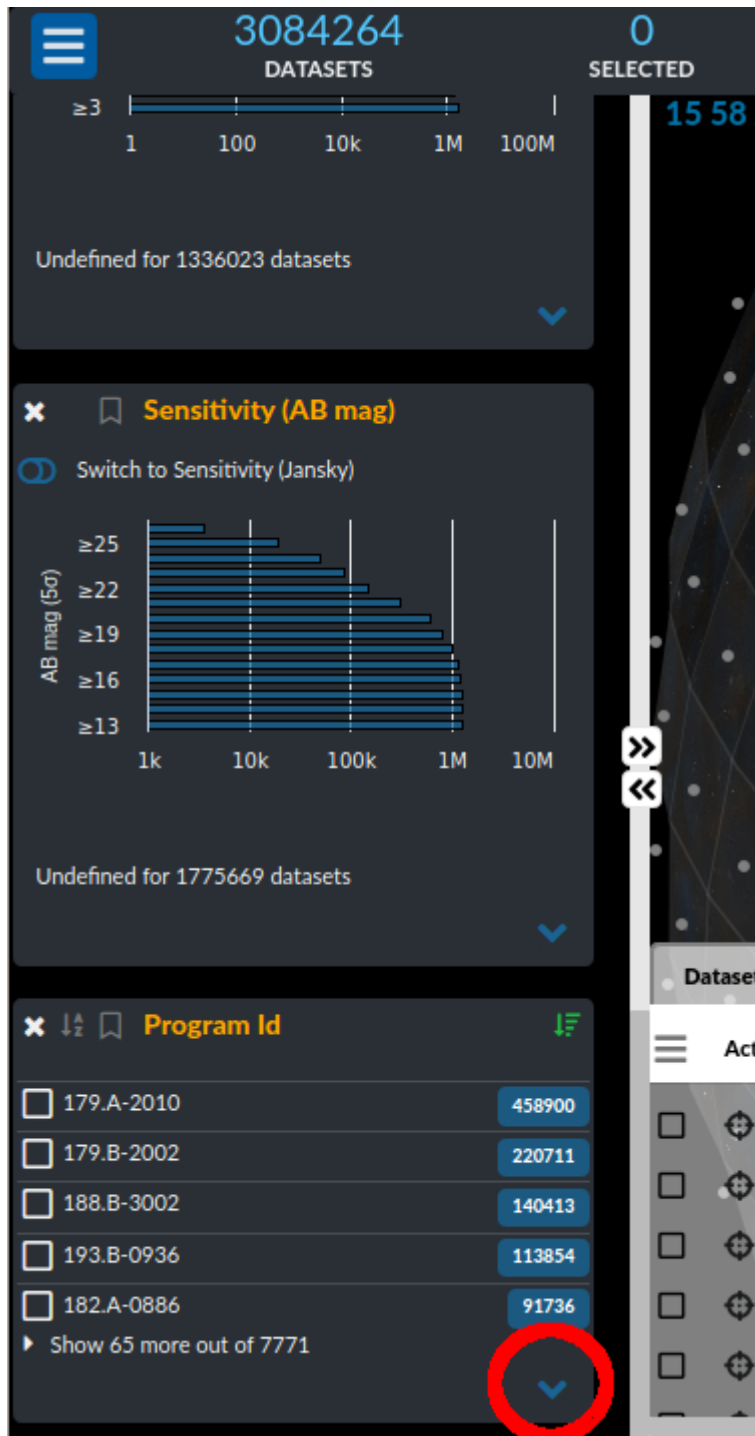 3084264
DATASETS
0
SELECTED
15 58
≥3
1 100 10k 1M 100M
Undefined for 1336023 datasets
Sensitivity (AB mag)
Switch to Sensitivity (Jansky)
AB mag (5σ)
≥25
≥22
≥19
≥16
≥13
1k 10k 100k 1M 10M
Undefined for 1775669 datasets
Program Id
179.A-2010 458900
179.B-2002 220711
188.B-3002 140413
193.B-0936 113854
182.A-0886 91736
Show 65 more out of 7771
Dataset
Act